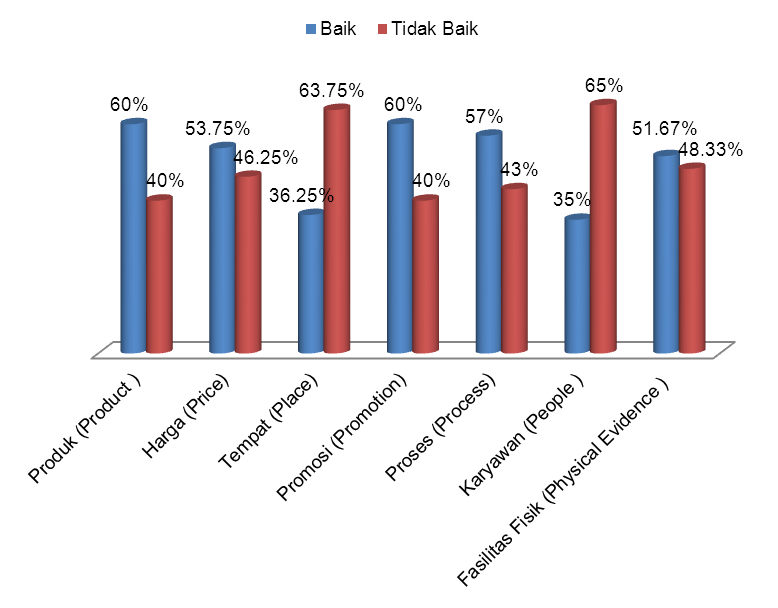 Baik Tidak Baik
60% 40%
53.75% 46.25%
36.25% 63.75%
60% 40%
57% 43%
35% 65%
51.67% 48.33%
Produk (Product )
Harga (Price)
Tempat (Place)
Promosi (Promotion)
Proses (Process)
Karyawan (People )
Fasilitas Fisik (Physical Evidence )